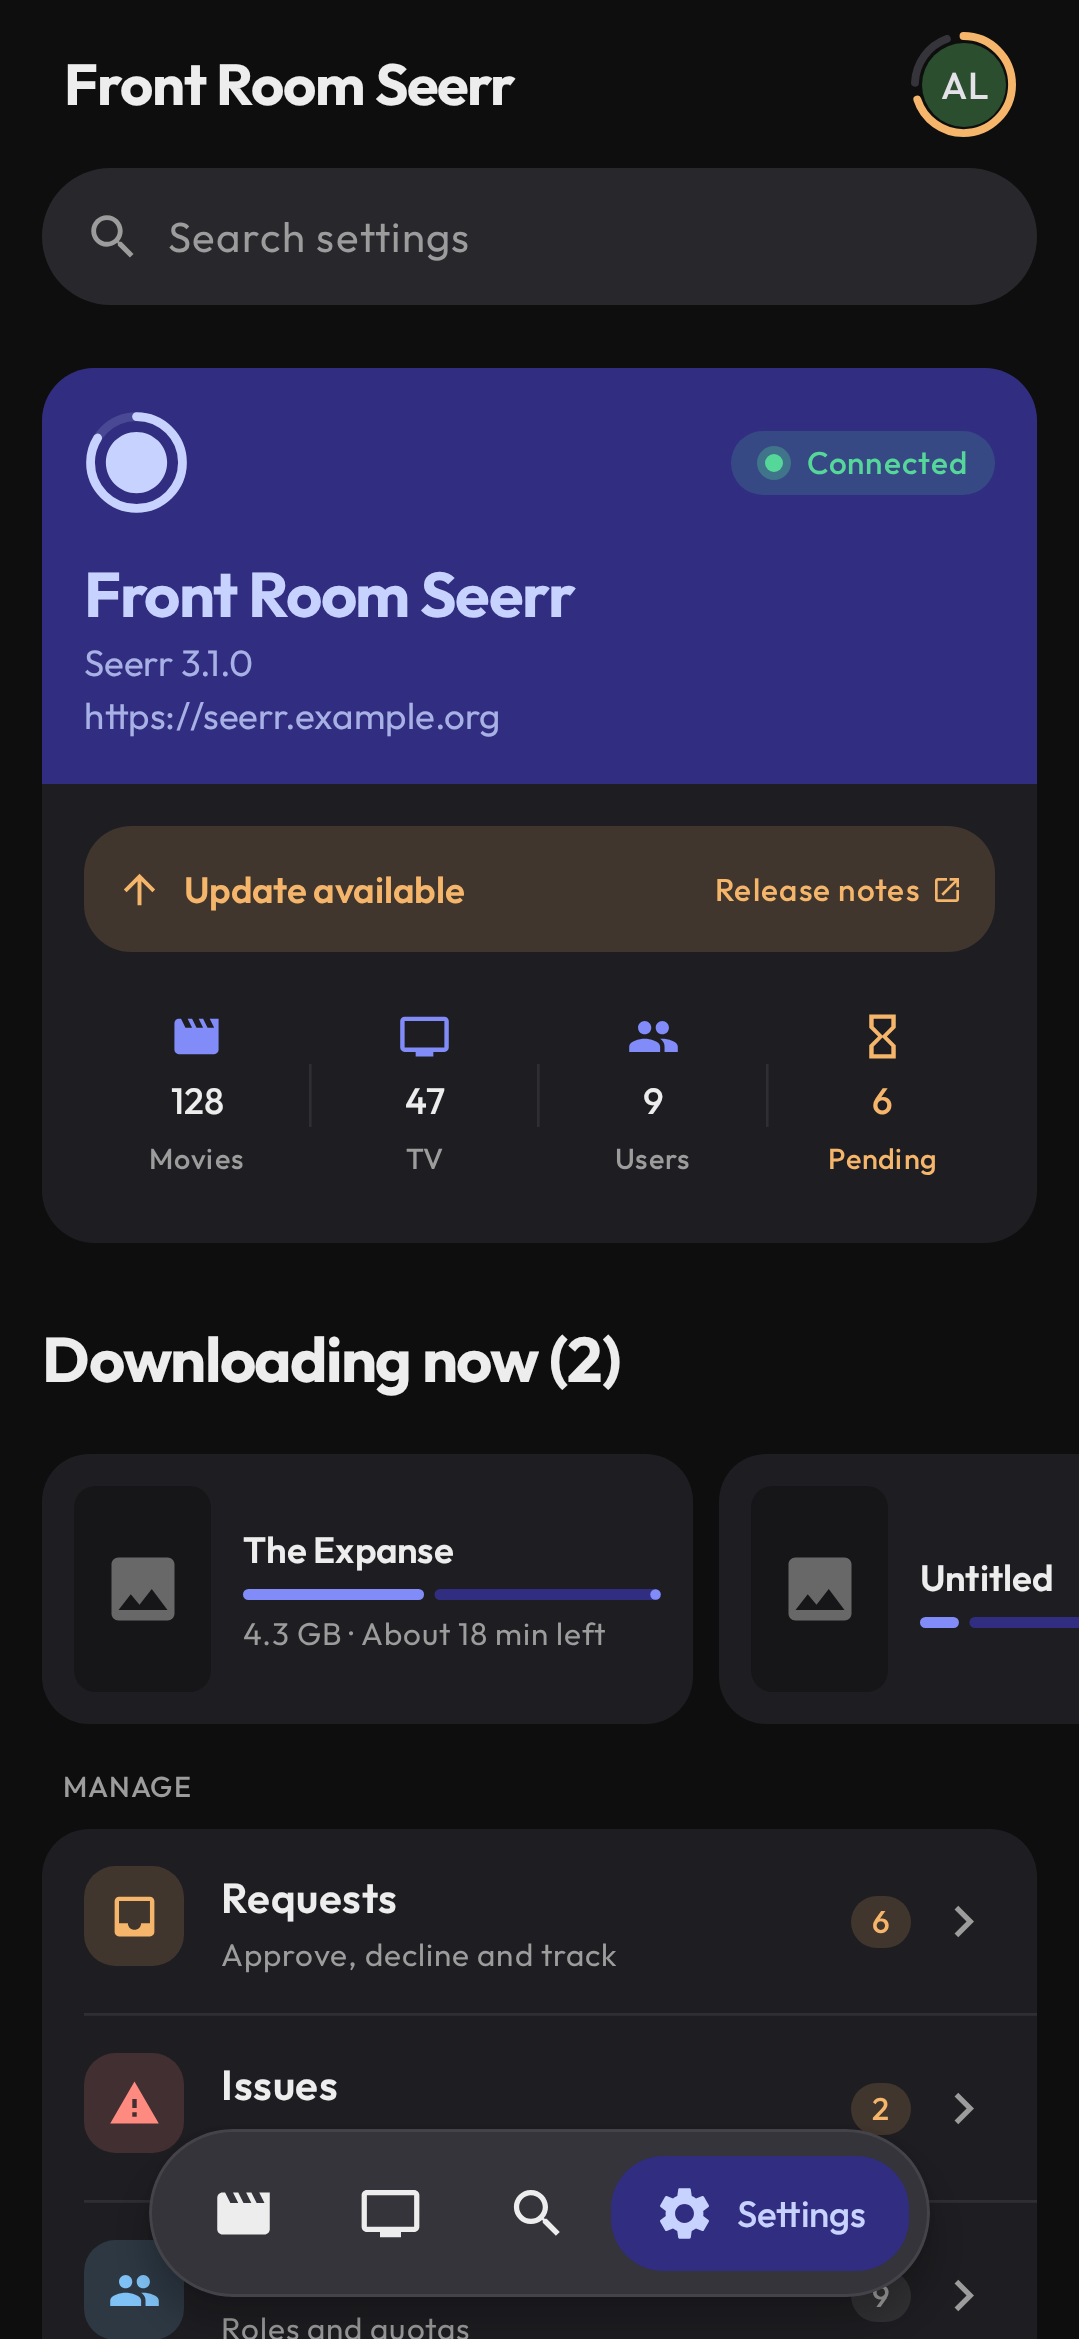 Front Room Seerr
AL
Search settings
Connected
Front Room Seerr
Seerr 3.1.0
https://seerr.example.org
Update available
Release notes
128
47
9
6
Movies
TV
Users
Pending
Downloading now (2)
The Expanse
4.3 GB · About 18 min left
Untitled
MANAGE
Requests
6
Approve, decline and track
Issues
2
Settings
9
Roles and quotas